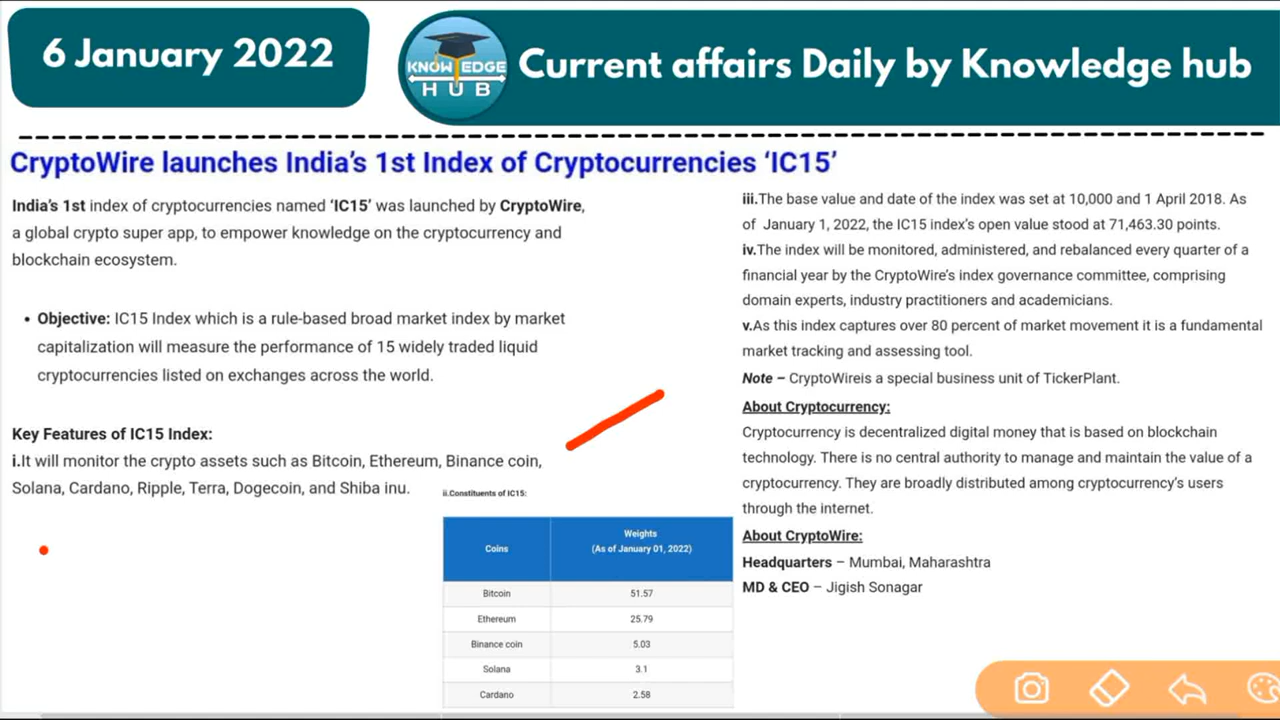 6 January 2022
KNOWLEDGE
HUB
Current affairs Daily by Knowledge hub
CryptoWire launches India's 1st Index of Cryptocurrencies 'IC15'
India's 1st index of cryptocurrencies named 'IC15' was launched by CryptoWire,
a global crypto super app, to empower knowledge on the cryptocurrency and
blockchain ecosystem.
• Objective: IC15 Index which is a rule-based broad market index by market
capitalization will measure the performance of 15 widely traded liquid
cryptocurrencies listed on exchanges across the world.
Key Features of IC15 Index:
i.It will monitor the crypto assets such as Bitcoin, Ethereum, Binance coin,
Solana, Cardano, Ripple, Terra, Dogecoin, and Shiba inu.
ii.Constituents of IC15:
Coins Weights
(As of January 01, 2022)
Bitcoin 51.57
Ethereum 25.79
Binance coin 5.03
Solana 3.1
Cardano 2.58
iii.The base value and date of the index was set at 10,000 and 1 April 2018. As
of January 1, 2022, the IC15 index's open value stood at 71,463.30 points.
iv.The index will be monitored, administered, and rebalanced every quarter of a
financial year by the CryptoWire's index governance committee, comprising
domain experts, industry practitioners and academicians.
v.As this index captures over 80 percent of market movement it is a fundamental
market tracking and assessing tool.
Note – CryptoWireis a special business unit of TickerPlant.
About Cryptocurrency:
Cryptocurrency is decentralized digital money that is based on blockchain
technology. There is no central authority to manage and maintain the value of a
cryptocurrency. They are broadly distributed among cryptocurrency's users
through the internet.
About CryptoWire:
Headquarters – Mumbai, Maharashtra
MD & CEO – Jigish Sonagar